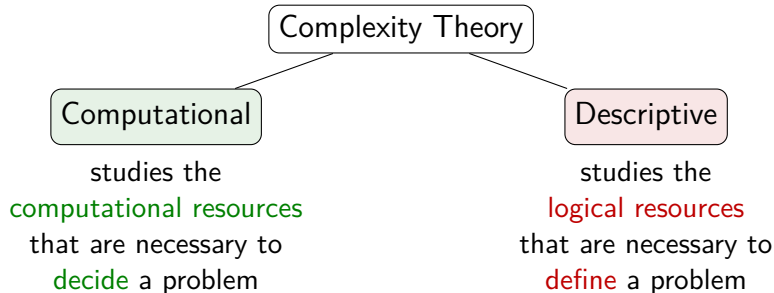 Complexity Theory
Computational
studies the
computational resources
that are necessary to
decide a problem
Descriptive
studies the
logical resources
that are necessary to
define a problem